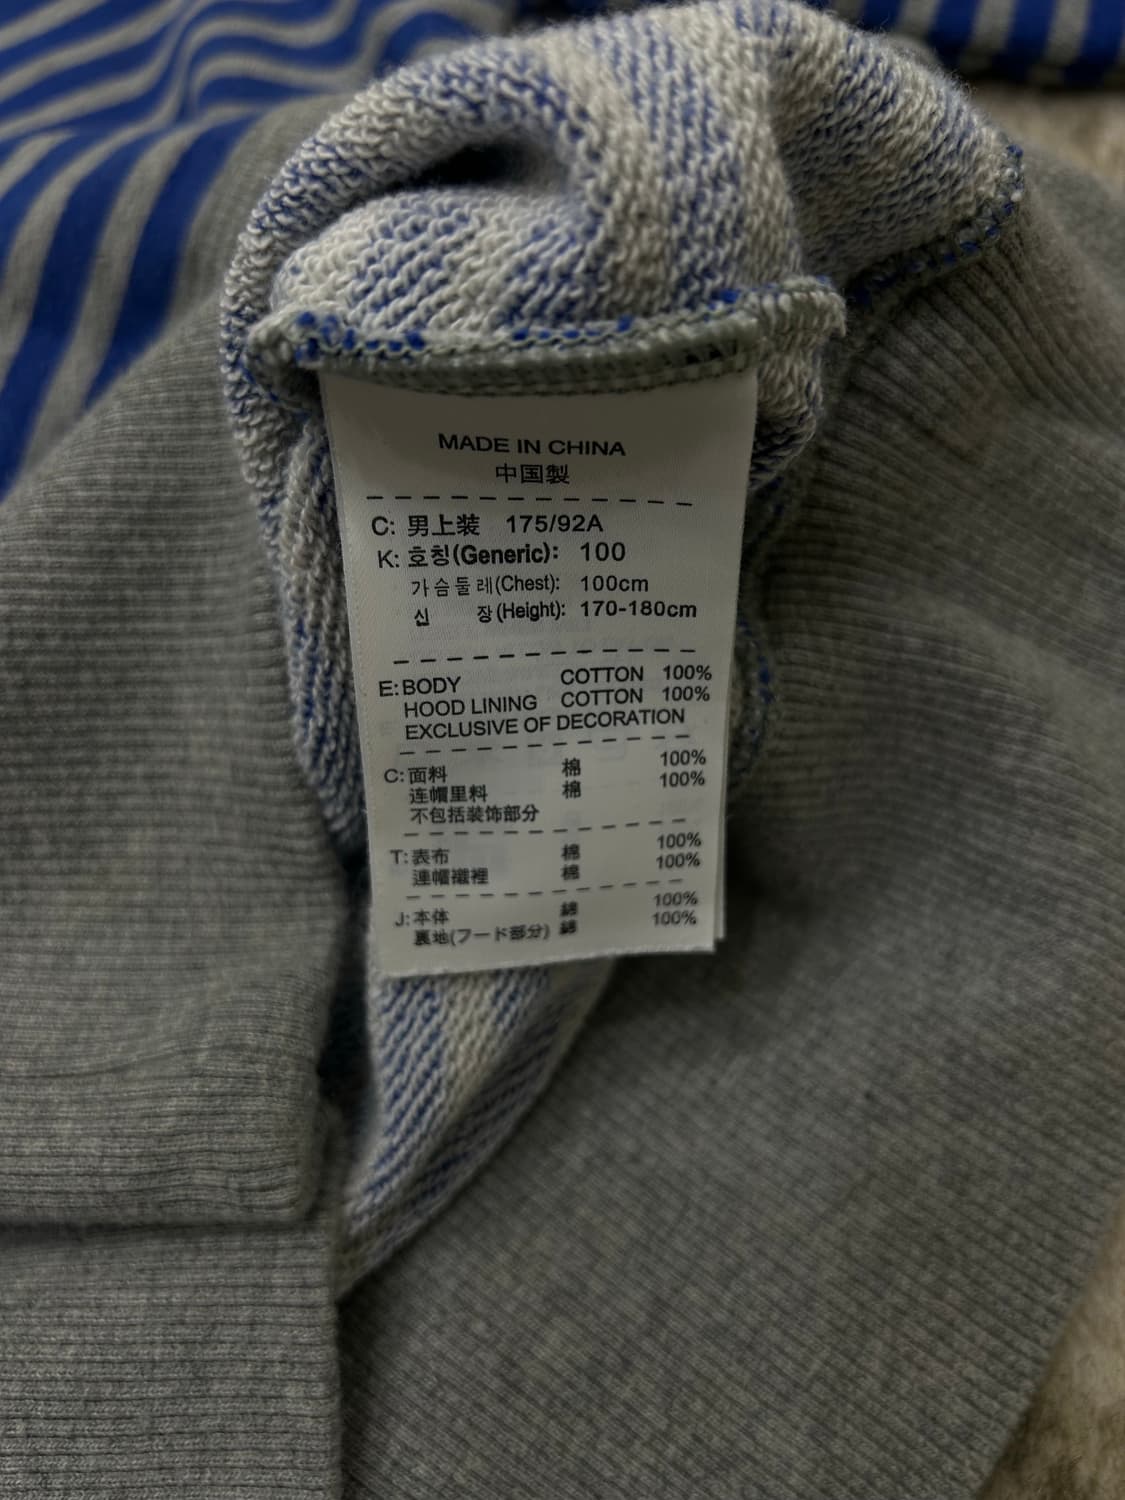 MADE IN CHINA
中国製
C: 男上装 175/92A
K: 호칭(Generic): 100
가슴둘레(Chest): 100cm
신 장(Height): 170-180cm
E: BODY COTTON 100%
HOOD LINING COTTON 100%
EXCLUSIVE OF DECORATION
C: 面料 棉 100%
连帽里料 棉 100%
不包括装饰部分
T: 表布 棉 100%
連帽襯裡 棉 100%
J: 本体 綿 100%
裏地(フード部分) 綿 100%